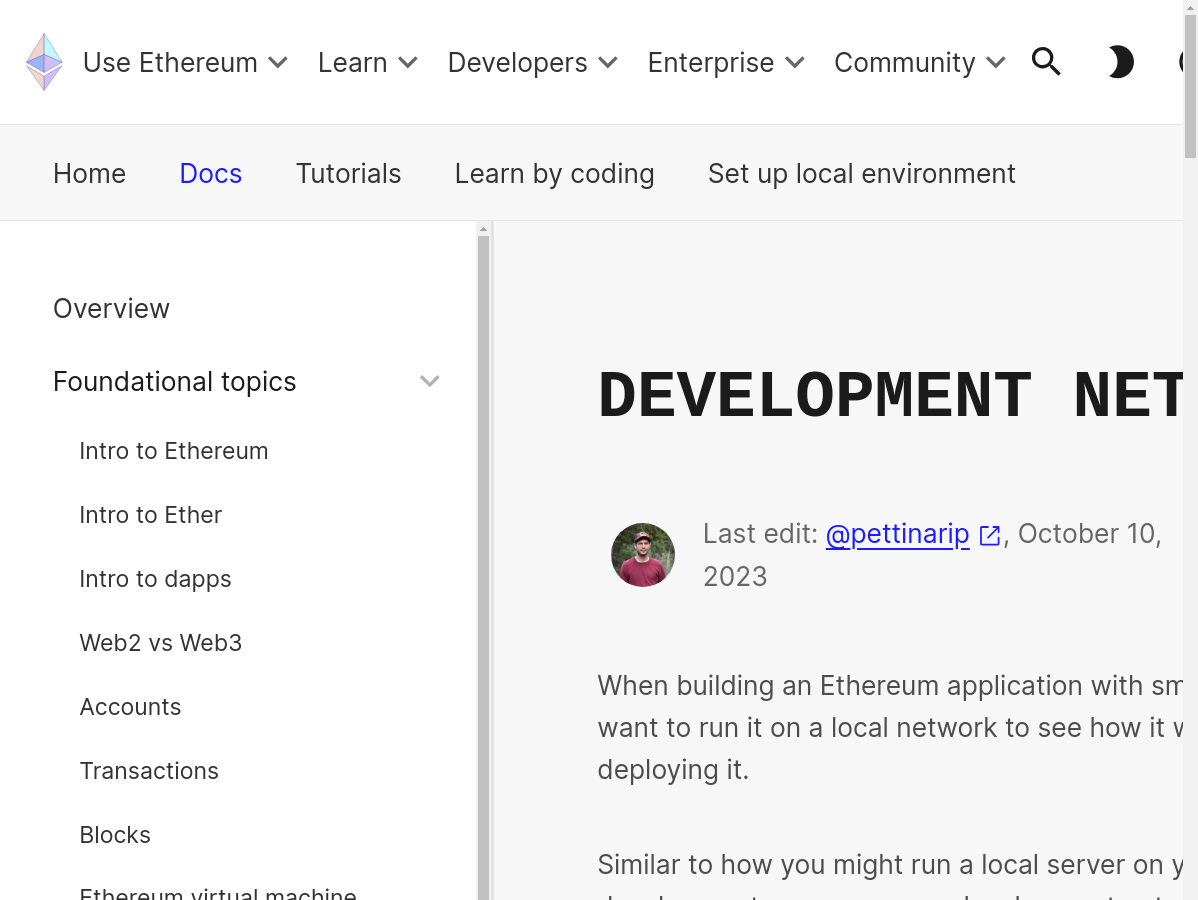 Use Ethereum Learn Developers Enterprise Community
Home Docs Tutorials Learn by coding Set up local environment
Overview
Foundational topics
Intro to Ethereum
Intro to Ether
Intro to dapps
Web2 vs Web3
Accounts
Transactions
Blocks
Ethereum virtual machine
DEVELOPMENT NET
Last edit: @pettinarip , October 10,
2023
When building an Ethereum application with sm
want to run it on a local network to see how it w
deploying it.
Similar to how you might run a local server on y